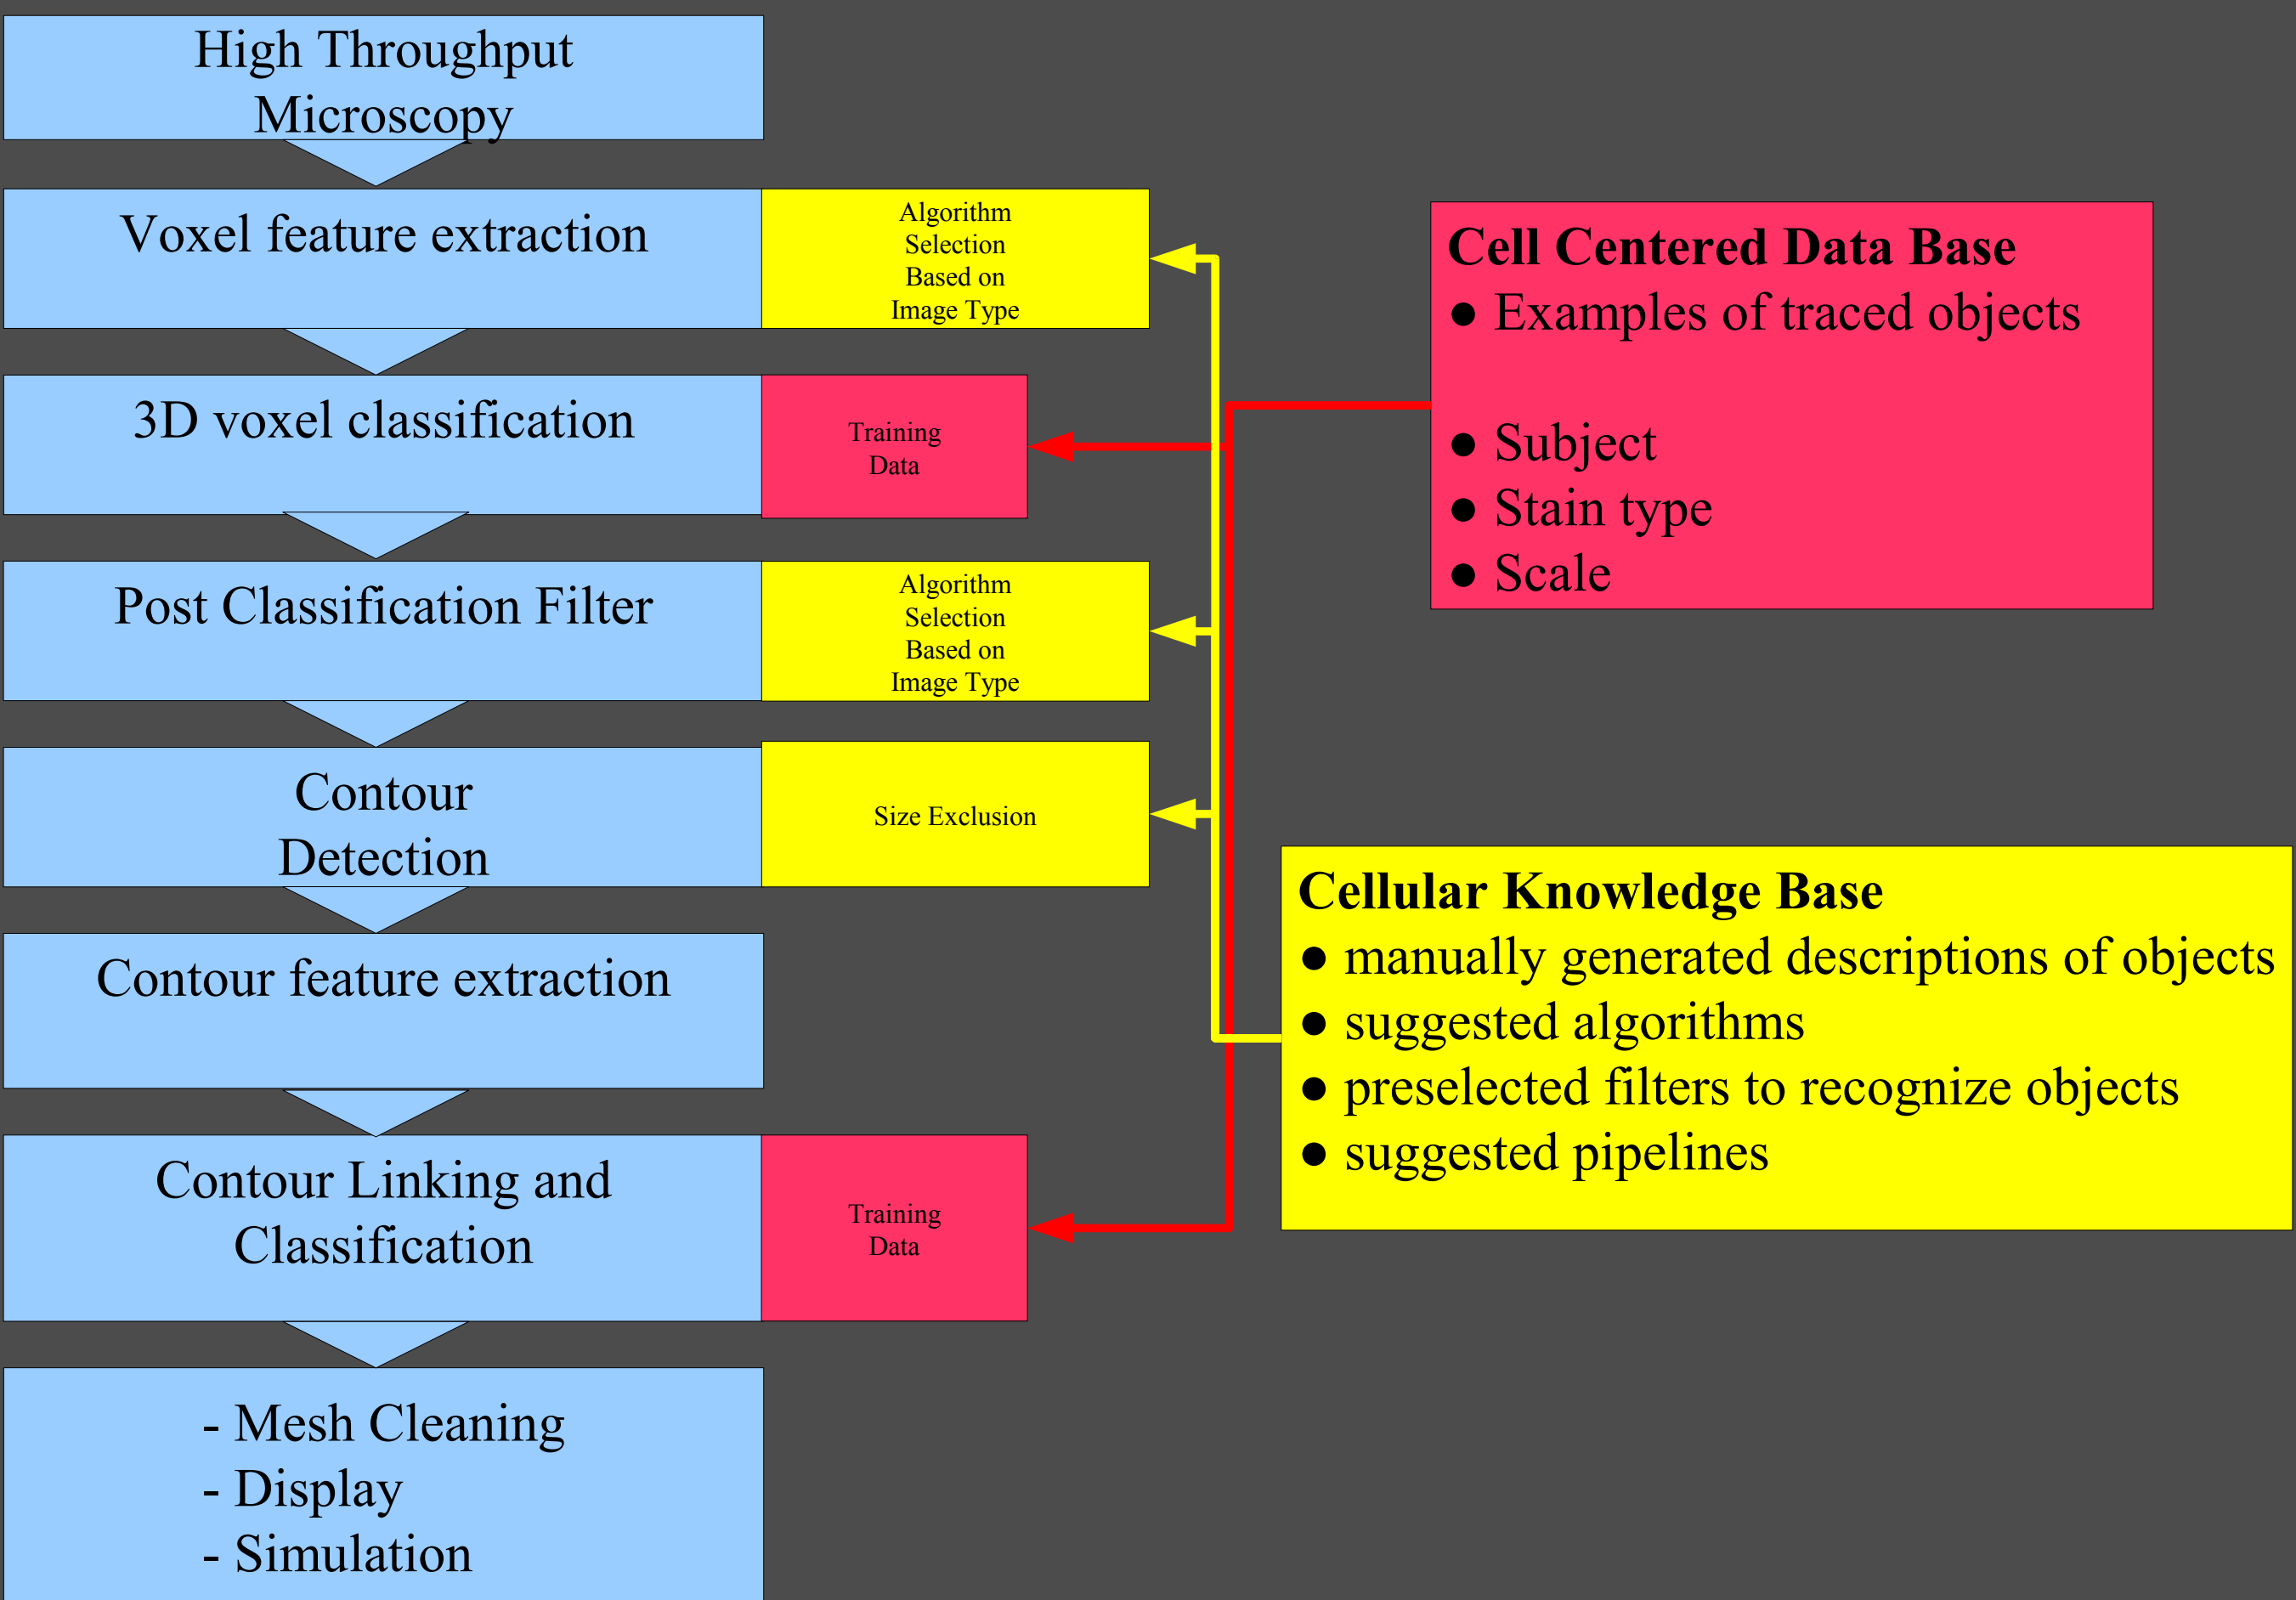 High Throughput
Microscopy
Voxel feature extraction
Algorithm
Selection
Based on
Image Type
3D voxel classification
Training
Data
Post Classification Filter
Algorithm
Selection
Based on
Image Type
Contour
Detection
Size Exclusion
Contour feature extraction
Contour Linking and
Classification
Training
Data
- Mesh Cleaning
- Display
- Simulation
Cell Centered Data Base
● Examples of traced objects
● Subject
● Stain type
● Scale
Cellular Knowledge Base
● manually generated descriptions of objects
● suggested algorithms
● preselected filters to recognize objects
● suggested pipelines